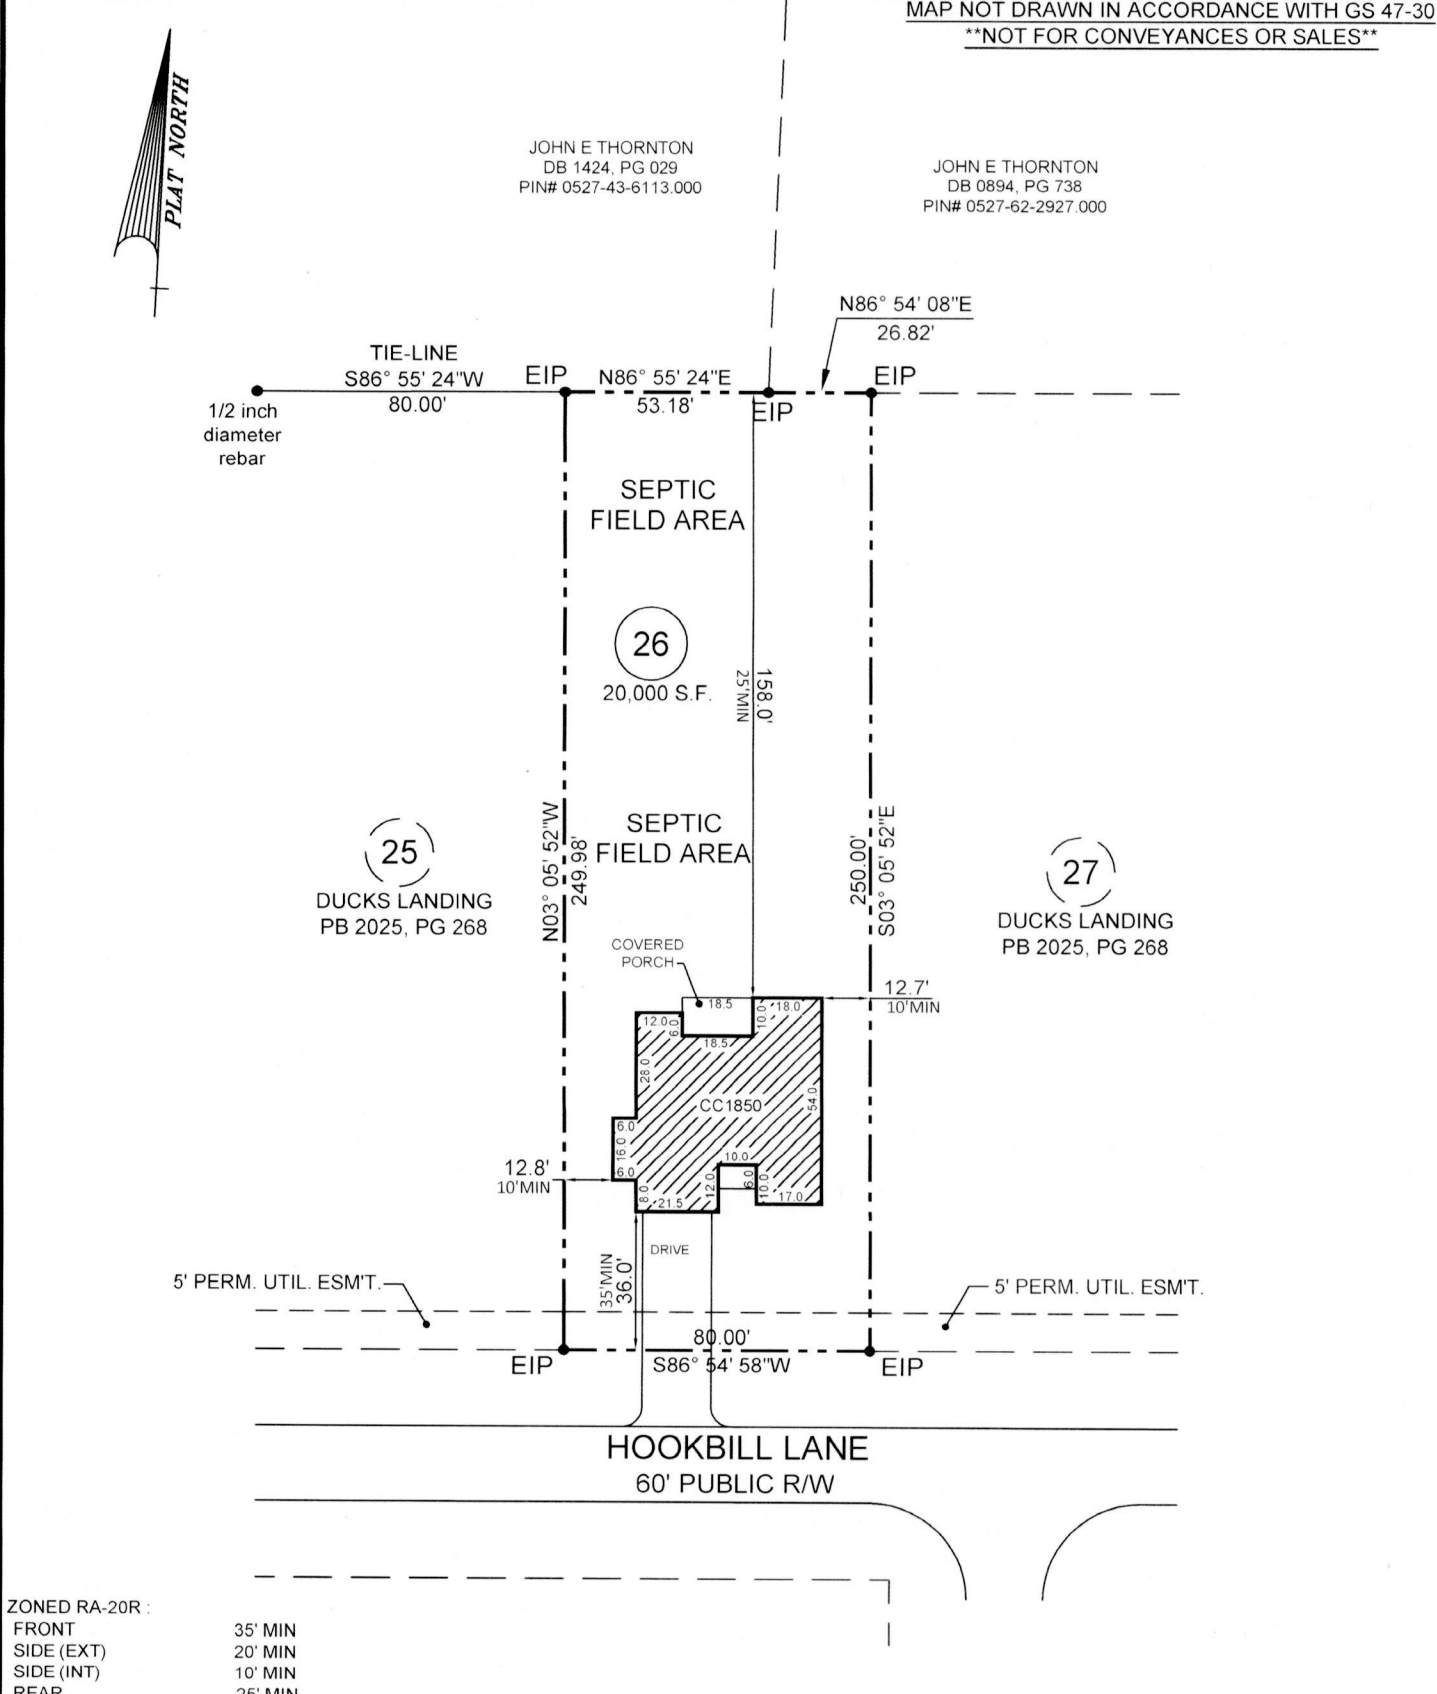 MAP NOT DRAWN IN ACCORDANCE WITH GS 47-30
**NOT FOR CONVEYANCES OR SALES**
PLAT NORTH
JOHN E THORNTON
DB 1424, PG 029
PIN# 0527-43-6113.000
JOHN E THORNTON
DB 0894, PG 738
PIN# 0527-62-2927.000
N86° 54' 08"E
26.82'
TIE-LINE
S86° 55' 24"W
80.00'
EIP
N86° 55' 24"E
53.18'
EIP
EIP
1/2 inch
diameter
rebar
SEPTIC
FIELD AREA
26
20,000 S.F.
158.0'
25'MIN
SEPTIC
FIELD AREA
N03° 05' 52"W
249.98'
250.00'
S03° 05' 52"E
25
DUCKS LANDING
PB 2025, PG 268
27
DUCKS LANDING
PB 2025, PG 268
COVERED
PORCH
12.7'
10'MIN
18.5
18.0
10.0
12.0
6.0
18.5
28.0
CC1850
54.0
6.0
16.0
6.0
12.8'
10'MIN
10.0
6.0
8.0
12.0
10.0
21.5
17.0
DRIVE
35'MIN
36.0'
5' PERM. UTIL. ESM'T.
5' PERM. UTIL. ESM'T.
80.00'
S86° 54' 58"W
EIP
EIP
HOOKBILL LANE
60' PUBLIC R/W
ZONED RA-20R :
FRONT 35' MIN
SIDE (EXT) 20' MIN
SIDE (INT) 10' MIN
REAR 25' MIN